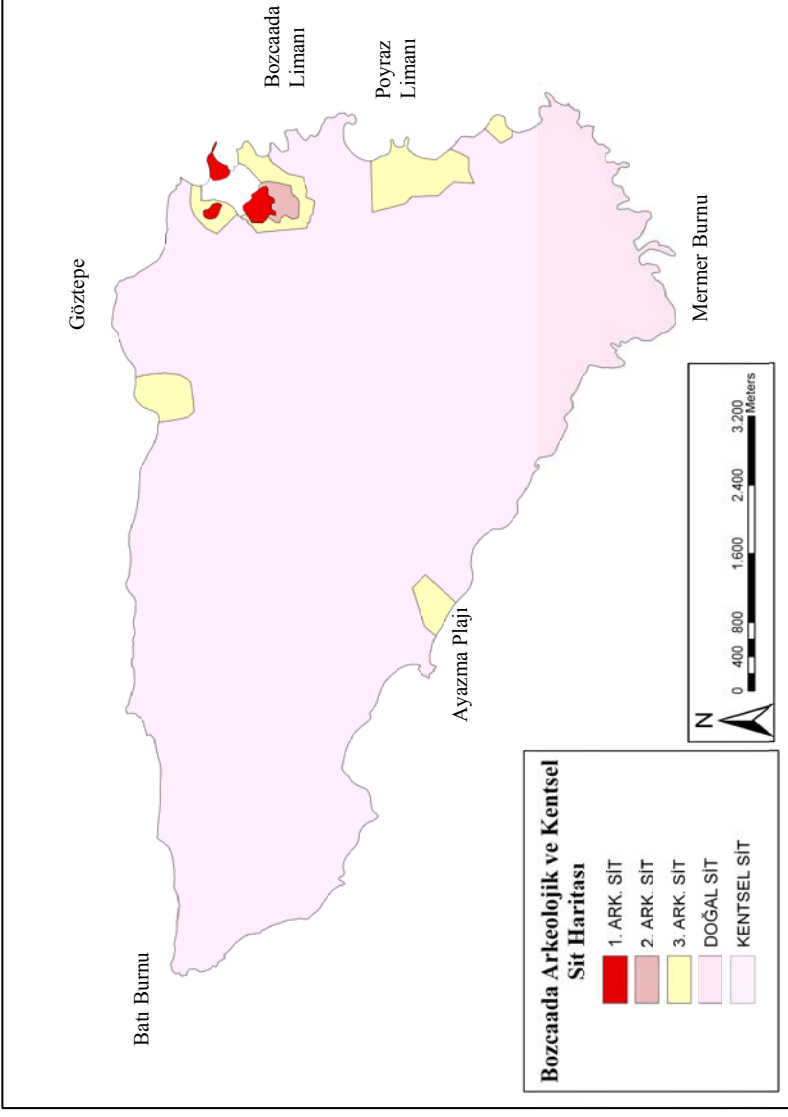 Göztepe
Bozcaada
Limanı
Poyraz
Limanı
Batı Burnu
Ayazma Plajı
Mermer Burnu
Bozcaada Arkeolojik ve Kentsel
Sit Haritası
1. ARK. SİT
2. ARK. SİT
3. ARK. SİT
DOĞAL SİT
KENTSEL SİT
N
0 400 800 1.600 2.400 3.200
Meters